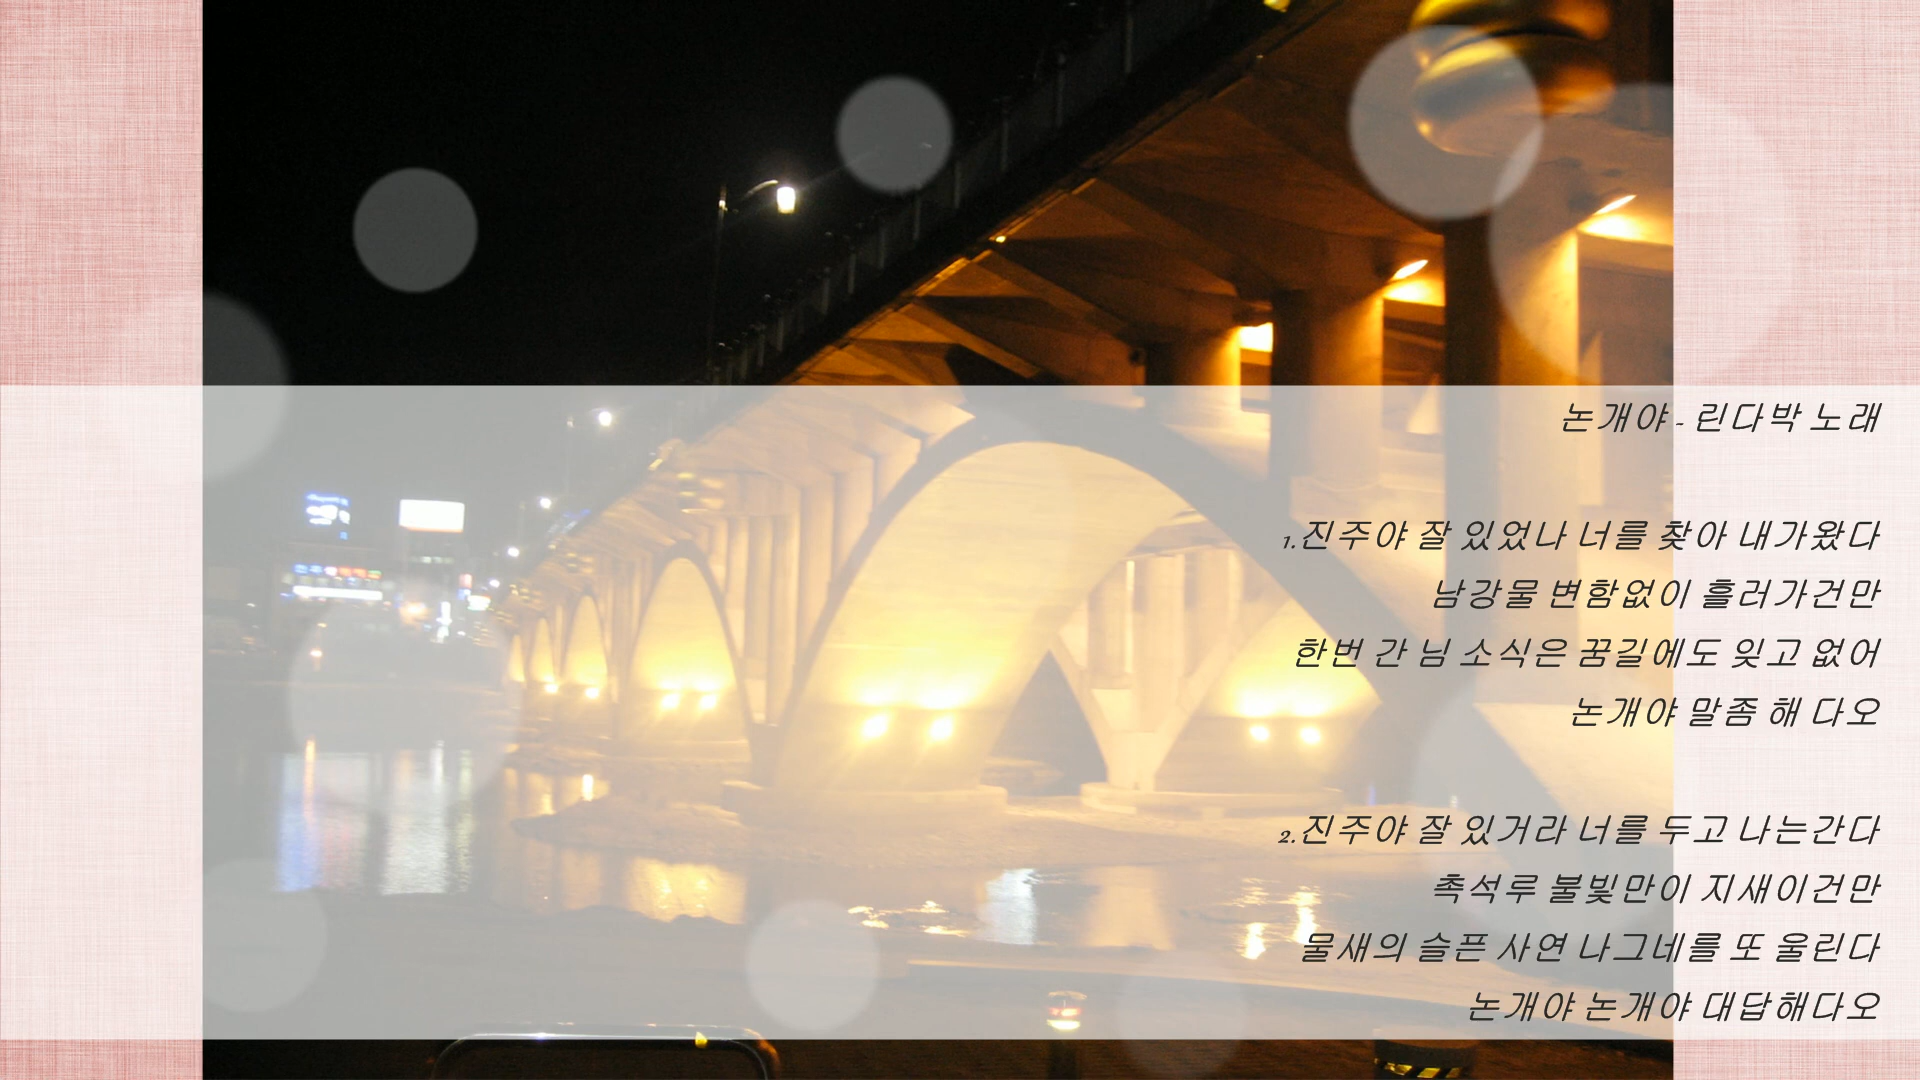 논개야 - 린다박 노래
1.진주야 잘 있었나 너를 찾아 내가왔다
남강물 변함없이 흘러가건만
한번 간 님 소식은 꿈길에도 잊고 없어
논개야 말좀 해 다오
2.진주야 잘 있거라 너를 두고 나는간다
촉석루 불빛만이 지새이건만
물새의 슬픈 사연 나그네를 또 울린다
논개야 논개야 대답해다오